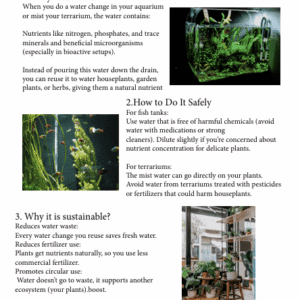 When you do a water change in your aquarium
or mist your terrarium, the water contains:
Nutrients like nitrogen, phosphates, and trace
minerals and beneficial microorganisms
(especially in bioactive setups).
Instead of pouring this water down the drain,
you can reuse it to water houseplants, garden
plants, or herbs, giving them a natural nutrient
2.How to Do It Safely
For fish tanks:
Use water that is free of harmful chemicals (avoid
water with medications or strong
cleaners). Dilute slightly if you're concerned about
nutrient concentration for delicate plants.
For terrariums:
The mist water can go directly on your plants.
Avoid water from terrariums treated with pesticides
or fertilizers that could harm houseplants.
3. Why it is sustainable?
Reduces water waste:
Every water change you reuse saves fresh water.
Reduces fertilizer use:
Plants get nutrients naturally, so you use less
commercial fertilizer.
Promotes circular use:
Water doesn't go to waste, it supports another
ecosystem (your plants).boost.